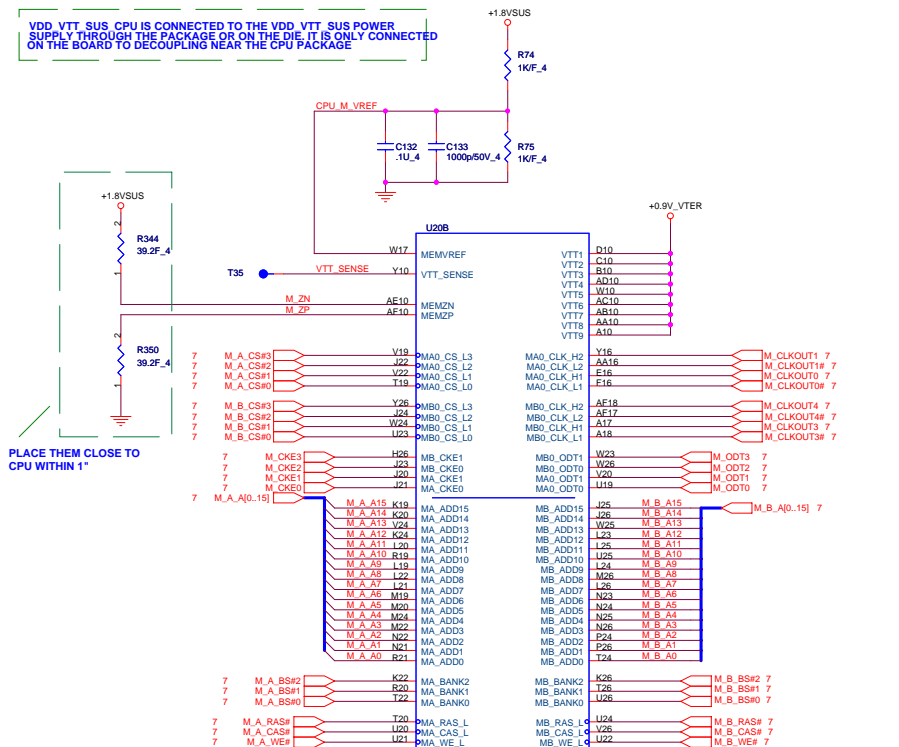 VDD_VTT_SUS_CPU IS CONNECTED TO THE VDD_VTT_SUS POWER
SUPPLY THROUGH THE PACKAGE OR ON THE DIE. IT IS ONLY CONNECTED
ON THE BOARD TO DECOUPLING NEAR THE CPU PACKAGE
+1.8VSUS
R74
1K/F_4
CPU_M_VREF
C132
.1U_4
C133
1000p/50V_4
R75
1K/F_4
+1.8VSUS
2
R344
39.2F_4
1
+0.9V_VTER
U20B
T35
VTT_SENSE
M_ZN
M_ZP
2
R350
39.2F_4
1
PLACE THEM CLOSE TO
CPU WITHIN 1"
W17 MEMVREF
Y10 VTT_SENSE
AE10 MEMZN
AF10 MEMZP
VTT1 D10
VTT2 C10
VTT3 B10
VTT4 AD10
VTT5 W10
VTT6 AC10
VTT7 AB10
VTT8 AA10
VTT9 A10
7 M_A_CS#3 V19 MA0_CS_L3 MA0_CLK_H2 Y16 M_CLKOUT1 7
7 M_A_CS#2 J22 MA0_CS_L2 MA0_CLK_L2 AA16 M_CLKOUT1# 7
7 M_A_CS#1 V22 MA0_CS_L1 MA0_CLK_H1 E16 M_CLKOUT0 7
7 M_A_CS#0 T19 MA0_CS_L0 MA0_CLK_L1 F16 M_CLKOUT0# 7
7 M_B_CS#3 Y26 MB0_CS_L3 MB0_CLK_H2 AF18 M_CLKOUT4 7
7 M_B_CS#2 J24 MB0_CS_L2 MB0_CLK_L2 AF17 M_CLKOUT4# 7
7 M_B_CS#1 W24 MB0_CS_L1 MB0_CLK_H1 A17 M_CLKOUT3 7
7 M_B_CS#0 U23 MB0_CS_L0 MB0_CLK_L1 A18 M_CLKOUT3# 7
7 M_CKE3 H26 MB_CKE1 MB0_ODT1 W23 M_ODT3 7
7 M_CKE2 J23 MB_CKE0 MB0_ODT0 W26 M_ODT2 7
7 M_CKE1 J20 MA_CKE1 MA0_ODT1 V20 M_ODT1 7
7 M_CKE0 J21 MA_CKE0 MA0_ODT0 U19 M_ODT0 7
7 M_A_A[0..15]
M_B_A[0..15] 7
M_A_A15 K19 MA_ADD15 MB_ADD15 J25 M_B_A15
M_A_A14 K20 MA_ADD14 MB_ADD14 J26 M_B_A14
M_A_A13 V24 MA_ADD13 MB_ADD13 W25 M_B_A13
M_A_A12 K24 MA_ADD12 MB_ADD12 L23 M_B_A12
M_A_A11 L20 MA_ADD11 MB_ADD11 L25 M_B_A11
M_A_A10 R19 MA_ADD10 MB_ADD10 U25 M_B_A10
M_A_A9 L19 MA_ADD9 MB_ADD9 L24 M_B_A9
M_A_A8 L22 MA_ADD8 MB_ADD8 M26 M_B_A8
M_A_A7 L21 MA_ADD7 MB_ADD7 L26 M_B_A7
M_A_A6 M19 MA_ADD6 MB_ADD6 N23 M_B_A6
M_A_A5 M20 MA_ADD5 MB_ADD5 N24 M_B_A5
M_A_A4 M24 MA_ADD4 MB_ADD4 N25 M_B_A4
M_A_A3 M22 MA_ADD3 MB_ADD3 N26 M_B_A3
M_A_A2 N22 MA_ADD2 MB_ADD2 P24 M_B_A2
M_A_A1 N21 MA_ADD1 MB_ADD1 P26 M_B_A1
M_A_A0 R21 MA_ADD0 MB_ADD0 T24 M_B_A0
7 M_A_BS#2 K22 MA_BANK2 MB_BANK2 K26 M_B_BS#2 7
7 M_A_BS#1 R20 MA_BANK1 MB_BANK1 T26 M_B_BS#1 7
7 M_A_BS#0 T22 MA_BANK0 MB_BANK0 U26 M_B_BS#0 7
7 M_A_RAS# T20 MA_RAS_L MB_RAS_L U24 M_B_RAS# 7
7 M_A_CAS# U20 MA_CAS_L MB_CAS_L V26 M_B_CAS# 7
7 M_A_WE# U21 MA_WE_L MB_WE_L U22 M_B_WE# 7